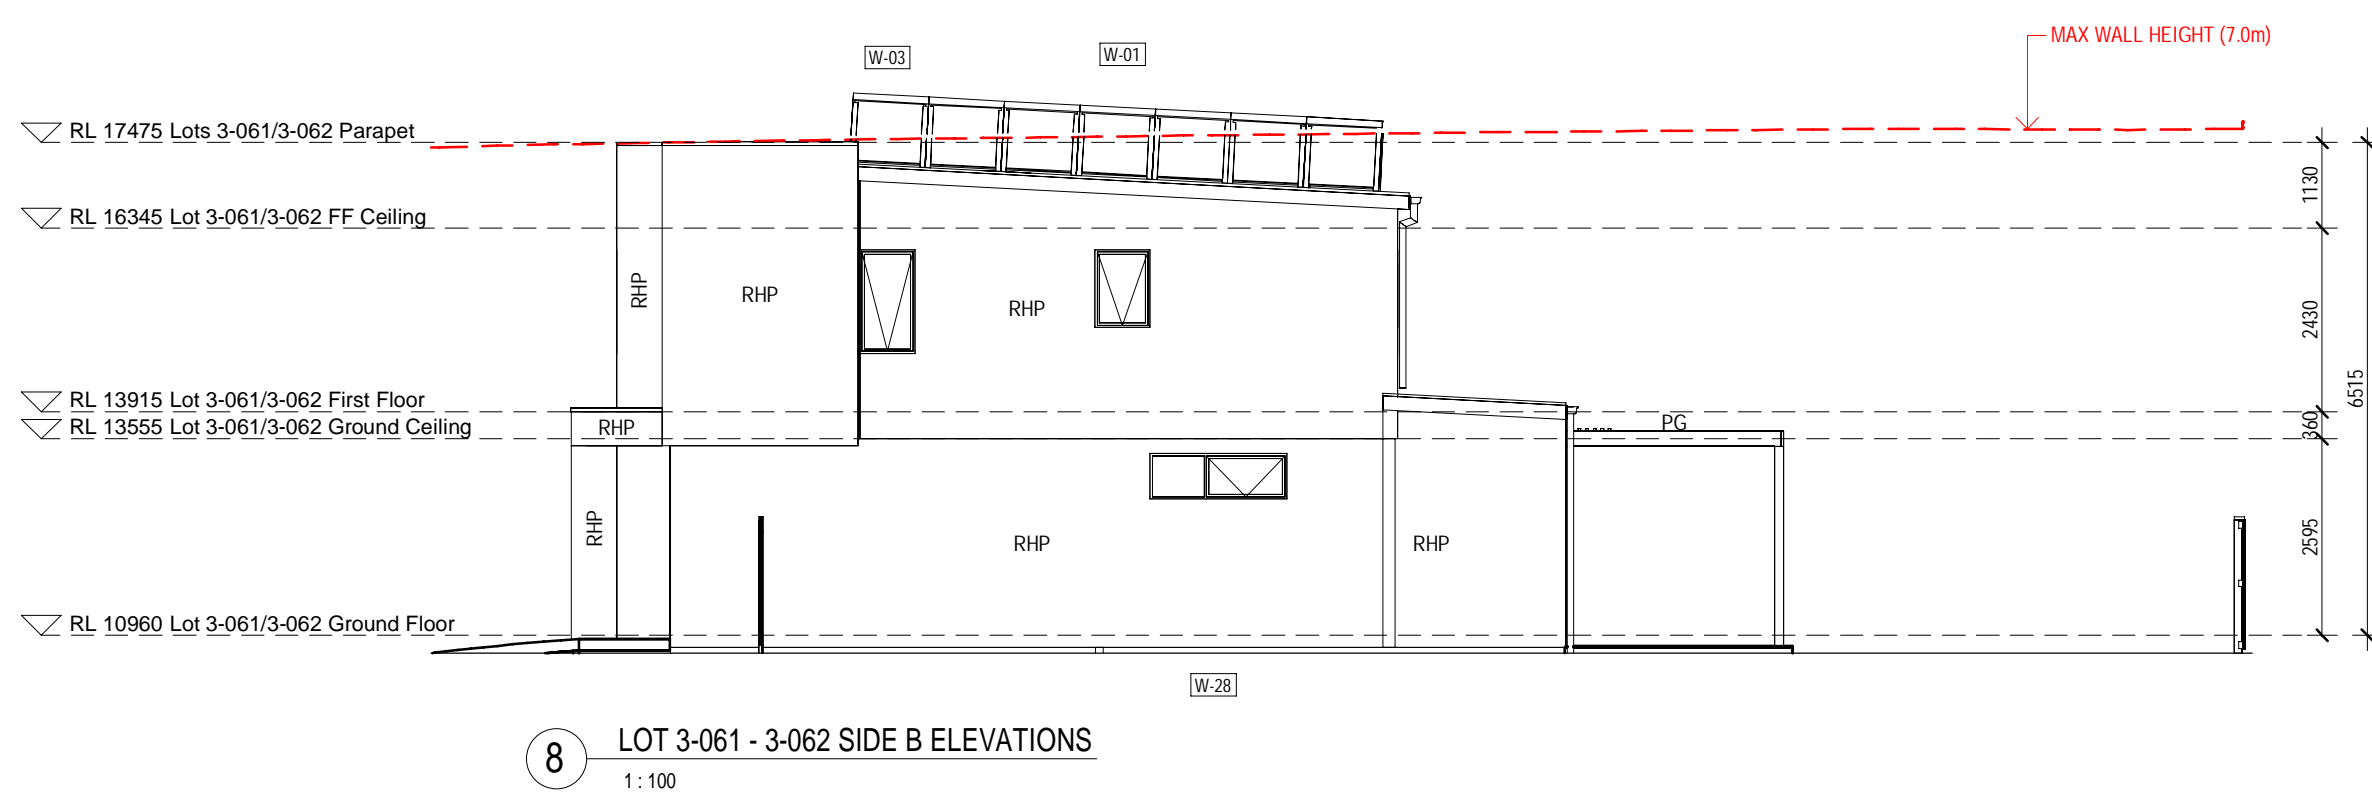 MAX WALL HEIGHT (7.0m)
W-03
W-01
RL 17475 Lots 3-061/3-062 Parapet
1130
RL 16345 Lot 3-061/3-062 FF Ceiling
RHP
RHP
RHP
2430
RL 13915 Lot 3-061/3-062 First Floor
6515
RL 13555 Lot 3-061/3-062 Ground Ceiling
RHP
PG
360
RHP
RHP
RHP
2595
RL 10960 Lot 3-061/3-062 Ground Floor
W-28
8
LOT 3-061 - 3-062 SIDE B ELEVATIONS
1 : 100